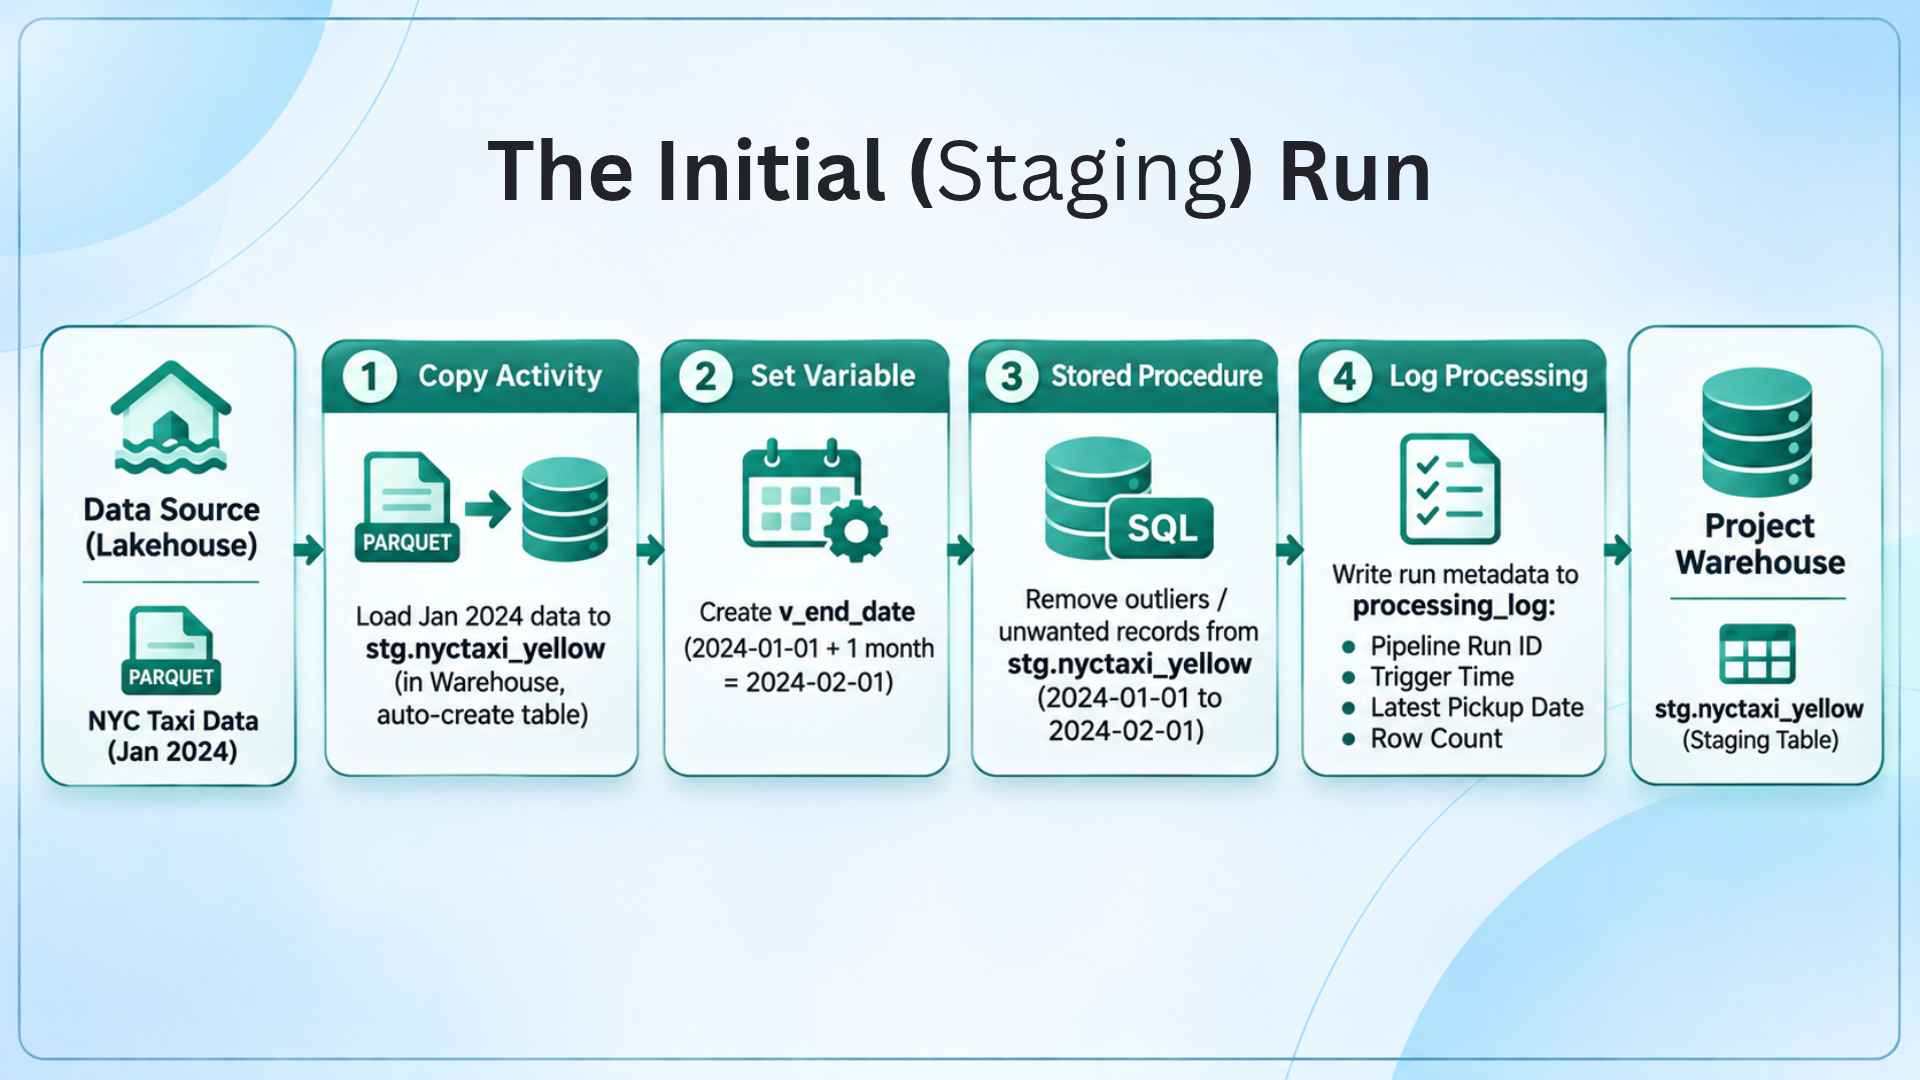 The Initial (Staging) Run
Data Source
(Lakehouse)
PARQUET
NYC Taxi Data
(Jan 2024)
1 Copy Activity
PARQUET
Load Jan 2024 data to
stg.nyctaxi_yellow
(in Warehouse,
auto-create table)
2 Set Variable
Create v_end_date
(2024-01-01 + 1 month
= 2024-02-01)
3 Stored Procedure
SQL
Remove outliers /
unwanted records from
stg.nyctaxi_yellow
(2024-01-01 to
2024-02-01)
4 Log Processing
Write run metadata to
processing_log:
• Pipeline Run ID
• Trigger Time
• Latest Pickup Date
• Row Count
Project
Warehouse
stg.nyctaxi_yellow
(Staging Table)